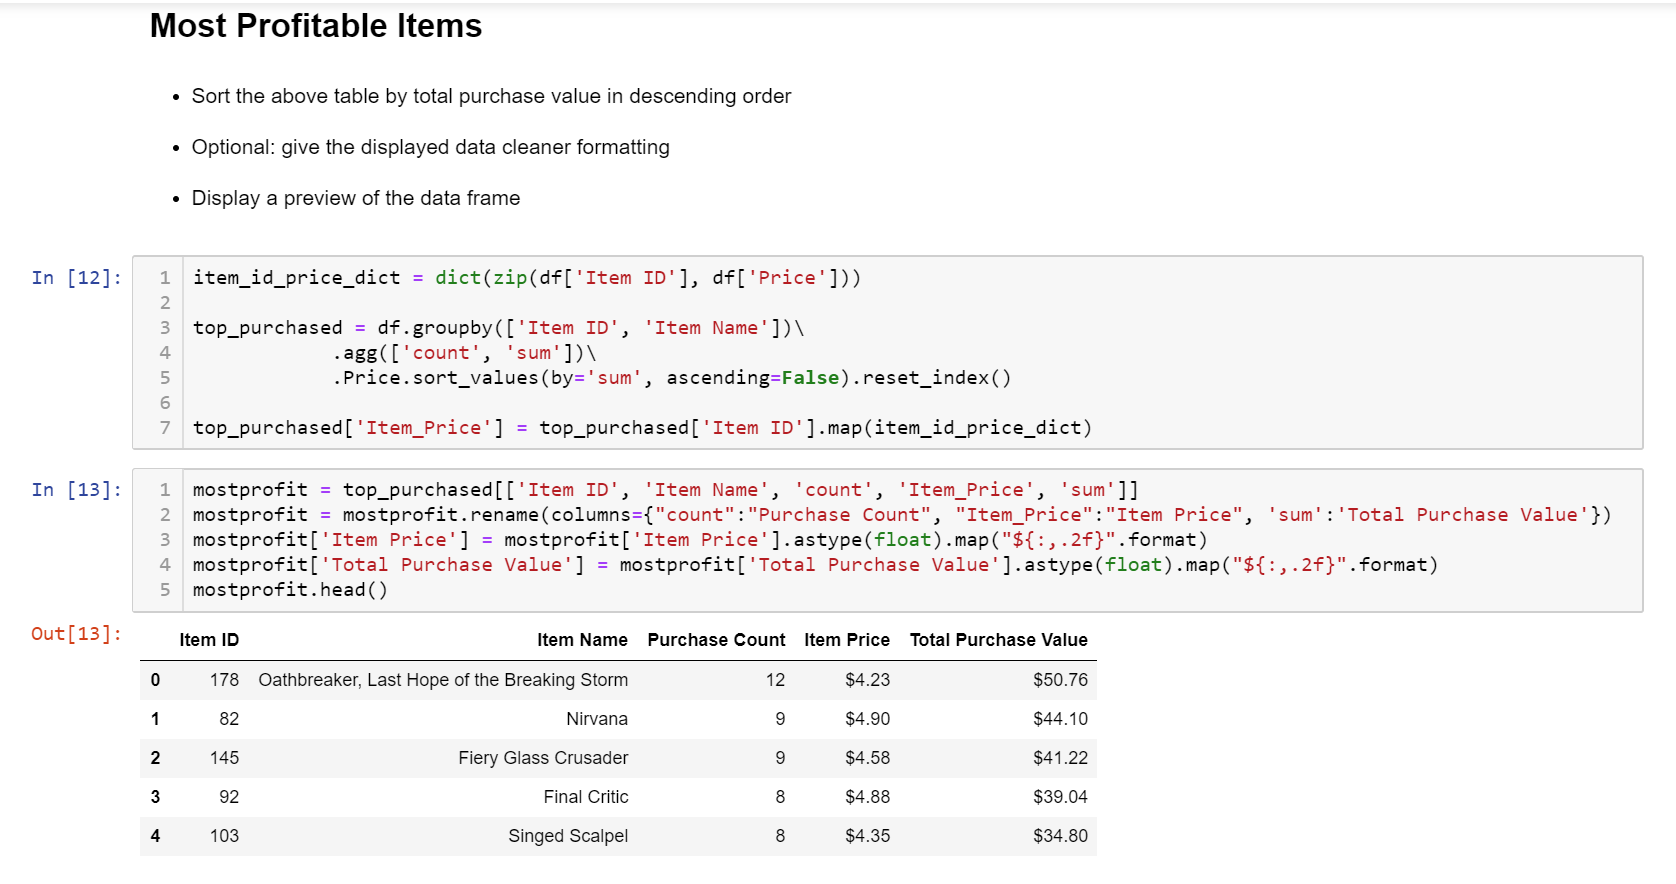 Most Profitable Items
• Sort the above table by total purchase value in descending order
• Optional: give the displayed data cleaner formatting
• Display a preview of the data frame
In [12]:
1 item_id_price_dict = dict(zip(df['Item ID'], df['Price']))
2
3 top_purchased = df.groupby(['Item ID', 'Item Name'])\
4             .agg(['count', 'sum'])\
5             .Price.sort_values(by='sum', ascending=False).reset_index()
6
7 top_purchased['Item_Price'] = top_purchased['Item ID'].map(item_id_price_dict)
In [13]:
1 mostprofit = top_purchased[['Item ID', 'Item Name', 'count', 'Item_Price', 'sum']]
2 mostprofit = mostprofit.rename(columns={"count":"Purchase Count", "Item_Price":"Item Price", 'sum':'Total Purchase Value'})
3 mostprofit['Item Price'] = mostprofit['Item Price'].astype(float).map("${:,.2f}".format)
4 mostprofit['Total Purchase Value'] = mostprofit['Total Purchase Value'].astype(float).map("${:,.2f}".format)
5 mostprofit.head()
Out[13]:
Item ID Item Name Purchase Count Item Price Total Purchase Value
0 178 Oathbreaker, Last Hope of the Breaking Storm 12 $4.23 $50.76
1 82 Nirvana 9 $4.90 $44.10
2 145 Fiery Glass Crusader 9 $4.58 $41.22
3 92 Final Critic 8 $4.88 $39.04
4 103 Singed Scalpel 8 $4.35 $34.80